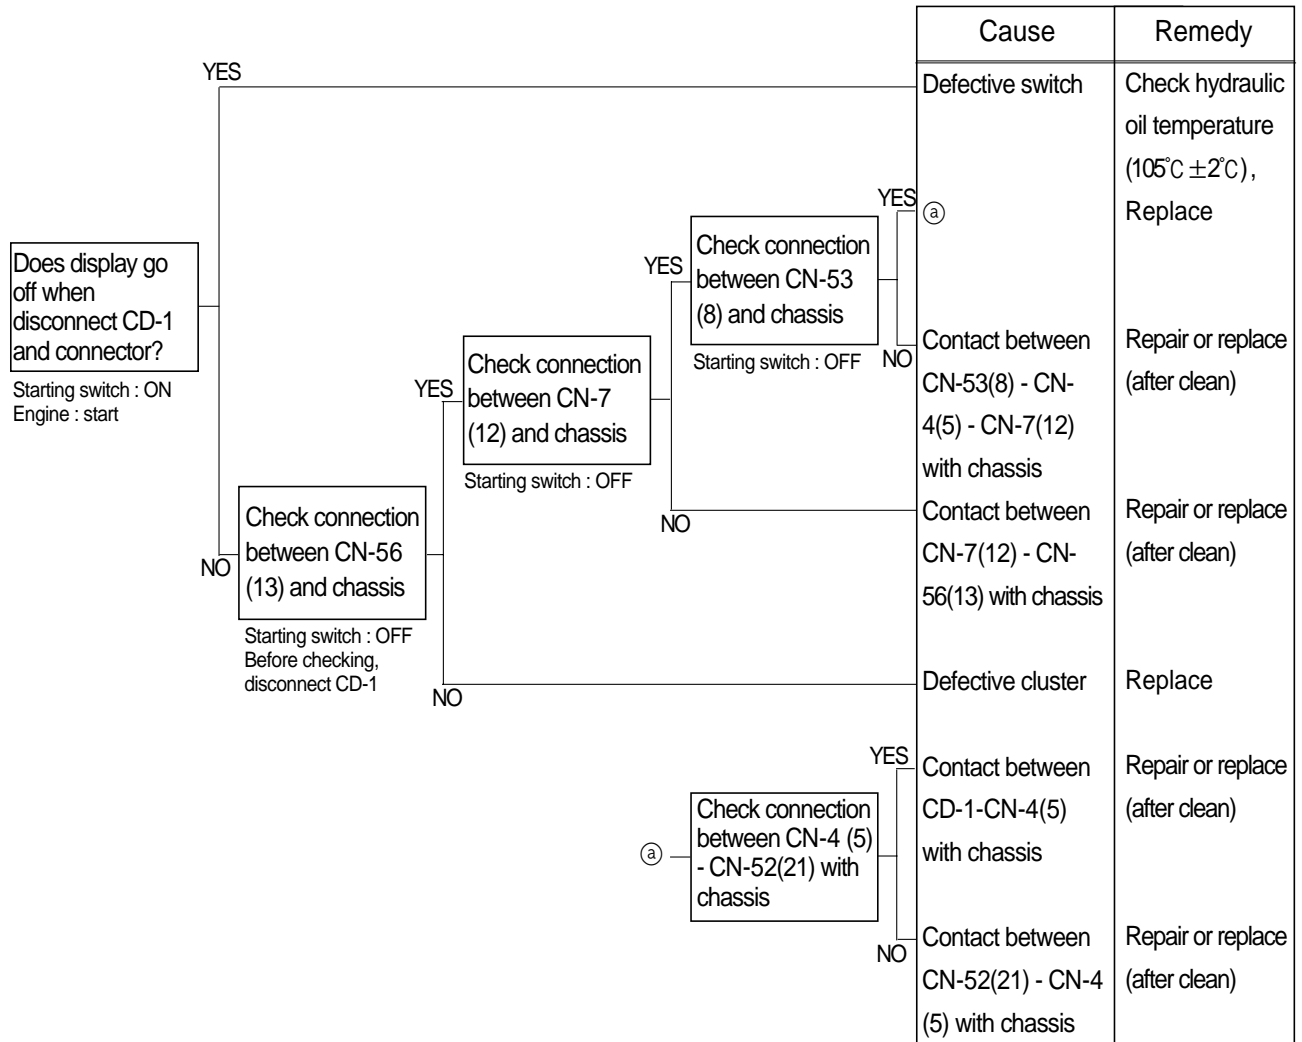 Cause
Remedy
YES
Defective switch
Check hydraulic
oil temperature
(105℃ ±2℃),
Replace
YES
ⓐ
Check connection
between CN-53
(8) and chassis
Starting switch : OFF
YES
NO
Does display go
off when
disconnect CD-1
and connector?
Starting switch : ON
Engine : start
Contact between
CN-53(8) - CN-
4(5) - CN-7(12)
with chassis
Repair or replace
(after clean)
Check connection
between CN-7
(12) and chassis
Starting switch : OFF
YES
NO
Contact between
CN-7(12) - CN-
56(13) with chassis
Repair or replace
(after clean)
NO
Check connection
between CN-56
(13) and chassis
Starting switch : OFF
Before checking,
disconnect CD-1
NO
Defective cluster
Replace
YES
Contact between
CD-1-CN-4(5)
with chassis
Repair or replace
(after clean)
ⓐ
Check connection
between CN-4 (5)
- CN-52(21) with
chassis
NO
Contact between
CN-52(21) - CN-4
(5) with chassis
Repair or replace
(after clean)